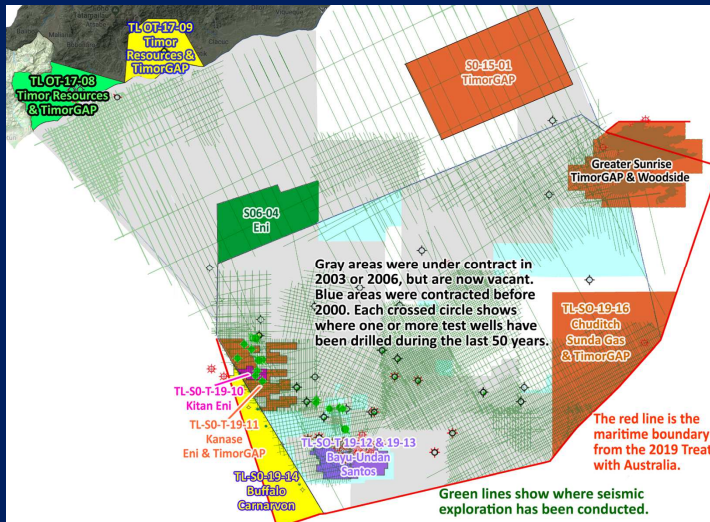 TL OT-17-09
Timor
Resources &
TimorGAP
TL OT-17-08
Timor Resources
& TimorGAP
S0-15-01
TimorGAP
Greater Sunrise
TimorGAP & Woodside
S06-04
Eni
Gray areas were under contract in
2003 or 2006, but are now vacant.
Blue areas were contracted before
2000. Each crossed circle shows
where one or more test wells have
been drilled during the last 50 years.
TL-SO-19-16
Chuditch
Sunda Gas
& TimorGAP
TL-S0-T-19-10
Kitan Eni
TL-S0-T-19-11
Kanase
Eni & TimorGAP
TL-SO-T 19-12 & 19-13
Bayu-Undan
Santos
TL-S0-19-14
Buffalo
Carnarvon
The red line is the
maritime boundary
from the 2019 Treat
with Australia.
Green lines show where seismic
exploration has been conducted.